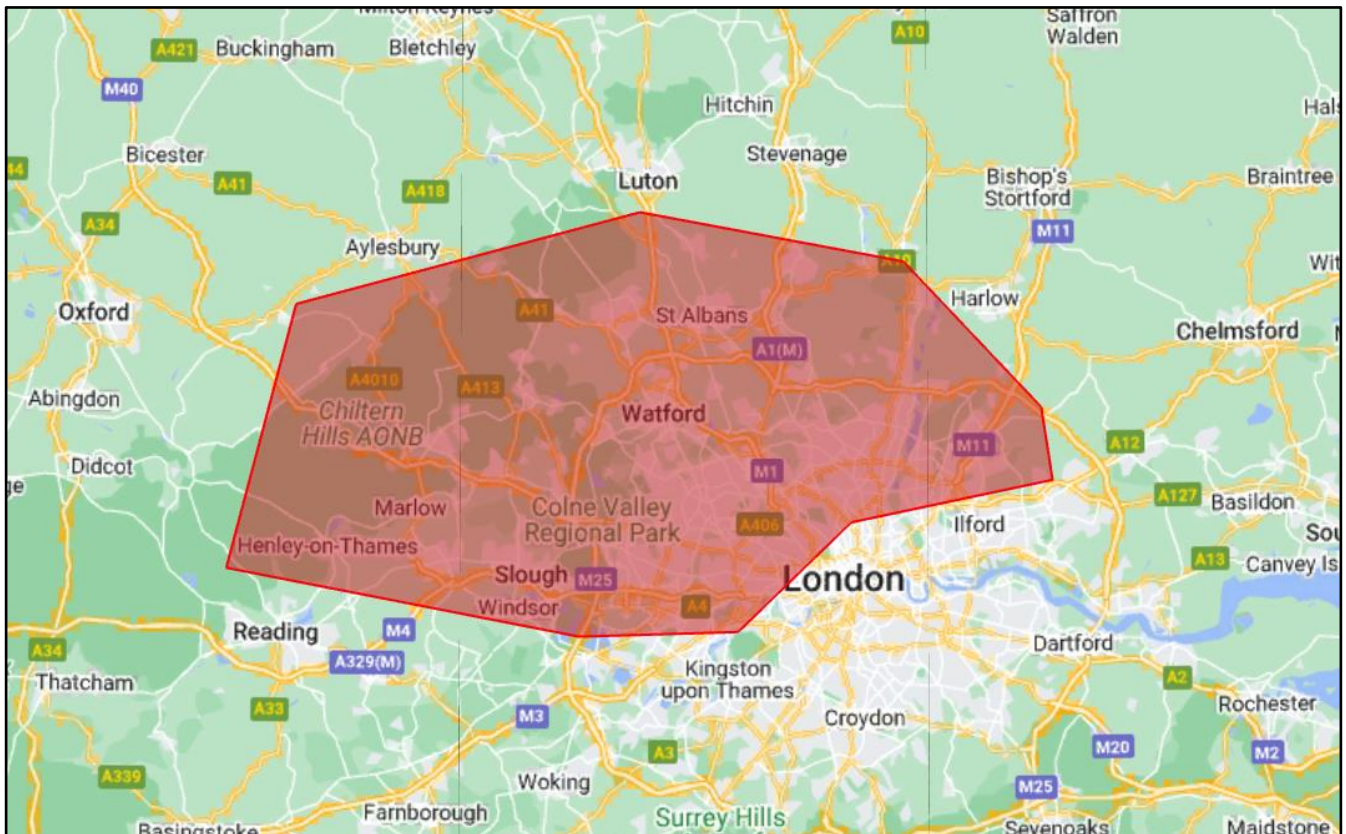 Milton Keynes
A10
Saffron
Walden
A421
Buckingham
Bletchley
M40
Hitchin
Bicester
Stevenage
44
A41
A418
Luton
Bishop's
Stortford
Braintree
A34
Aylesbury
A10
M11
Oxford
A41
St Albans
Harlow
Chelmsford
A1(M)
A4010
A413
Abingdon
Chiltern
Hills AONB
Watford
A12
M11
Didcot
M1
A127
Basildon
Marlow
Colne Valley
Regional Park
A406
Ilford
Henley-on-Thames
A13
Canvey Is
Slough
M25
London
Windsor
A4
Reading
M4
Dartford
A34
A329(M)
Kingston
upon Thames
A2
Thatcham
A33
M3
Croydon
Rochester
A3
M20
M2
A339
Woking
M25
Farnborough
Surrey Hills
Basingstoke
Sevenoaks
Maidstone